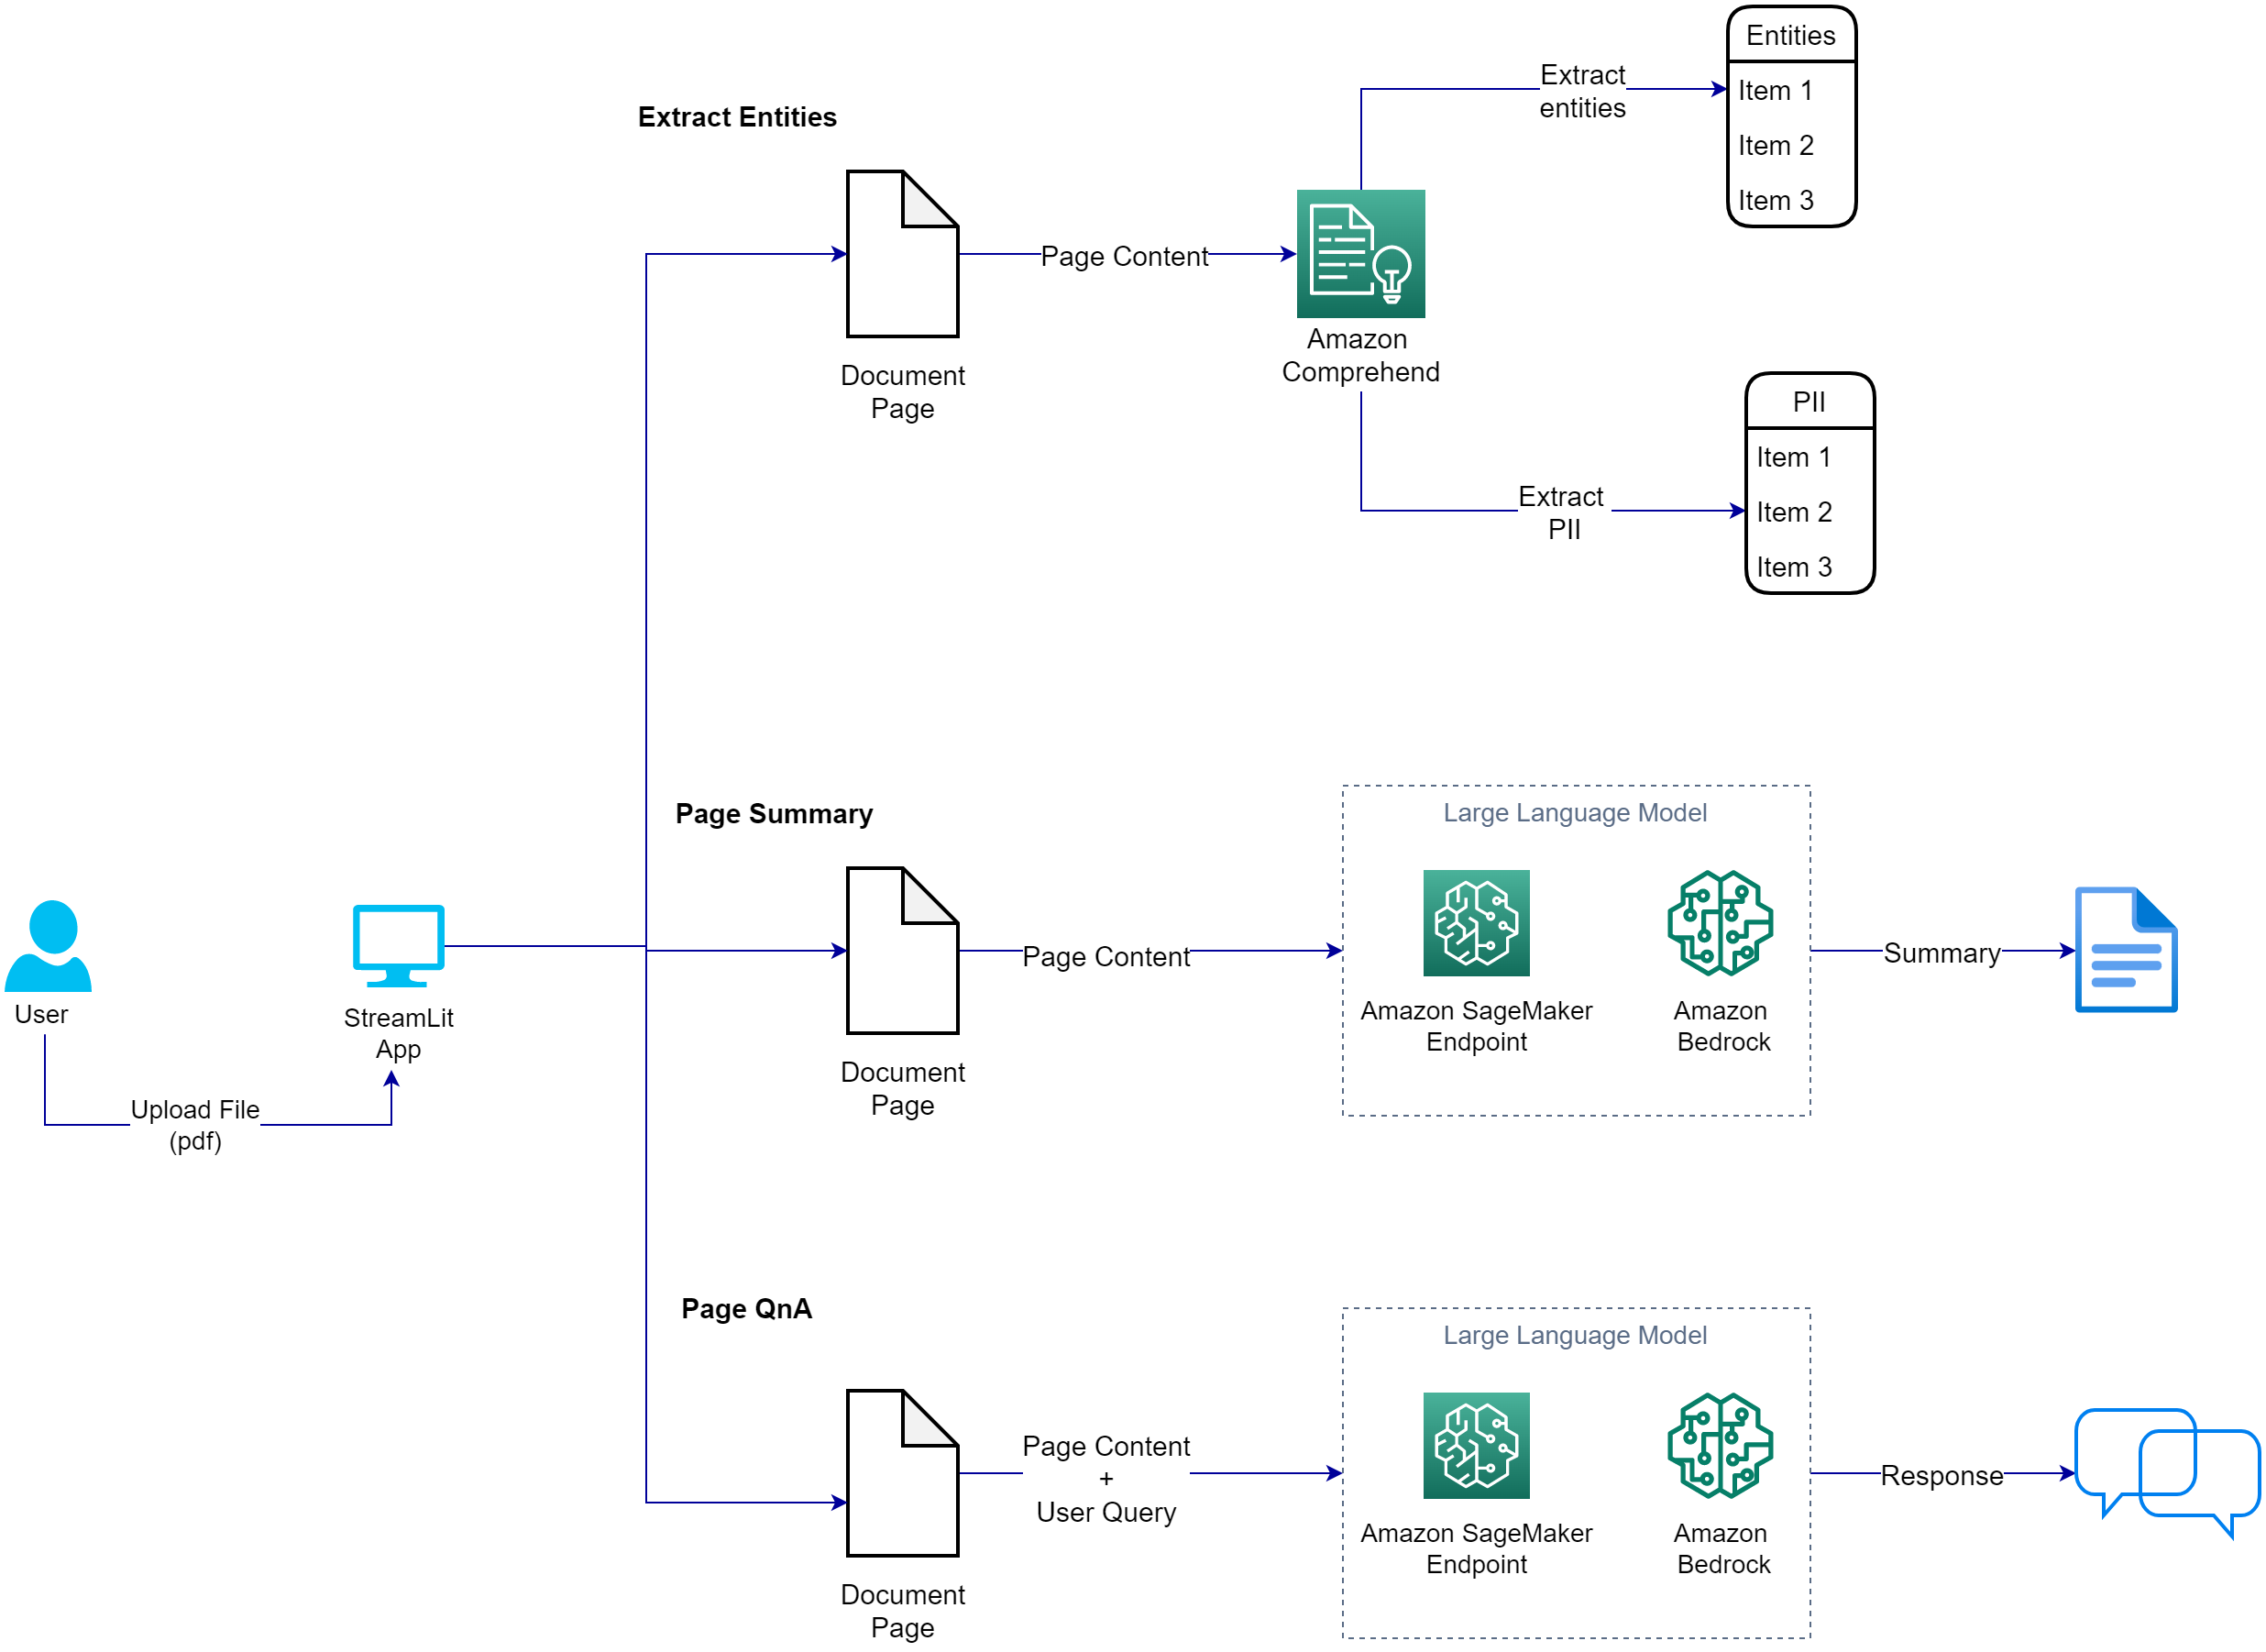 Entities
Item 1
Item 2
Item 3
Extract
entities
Extract Entities
Page Content
Amazon
Comprehend
Document
Page
PII
Item 1
Item 2
Item 3
Extract
PII
Page Summary
Large Language Model
Page Content
Summary
Amazon SageMaker
Endpoint
Amazon
Bedrock
Document
Page
User
StreamLit
App
Upload File
(pdf)
Page QnA
Large Language Model
Page Content
+
User Query
Response
Amazon SageMaker
Endpoint
Amazon
Bedrock
Document
Page